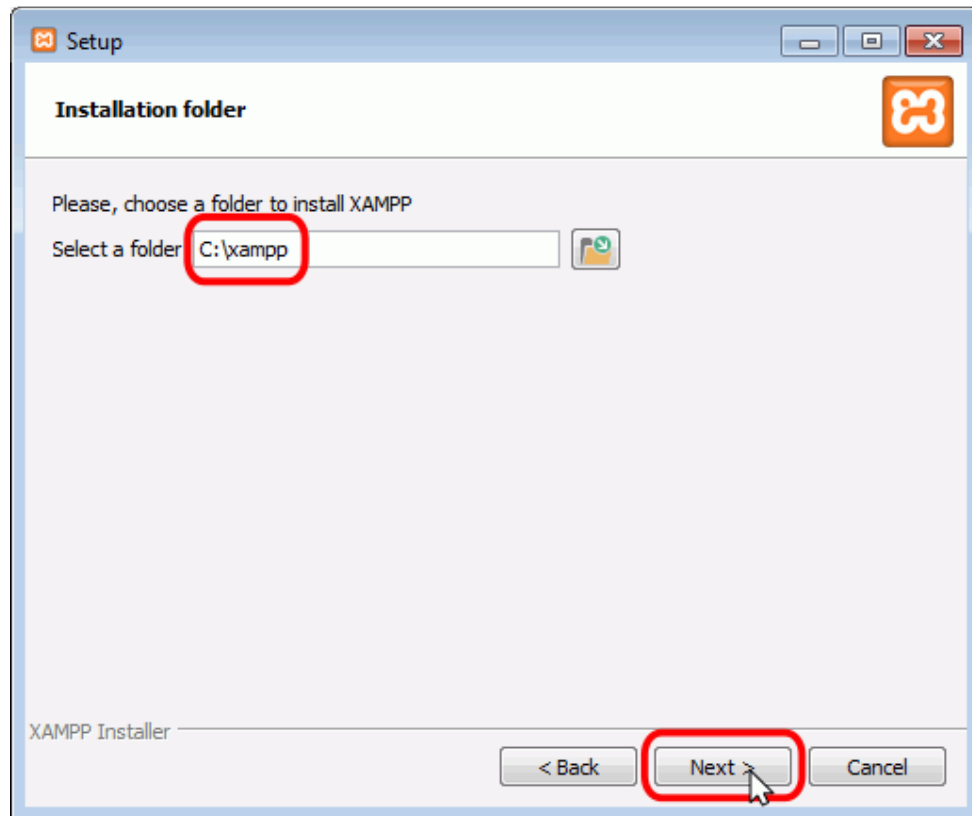 Setup
Installation folder
Please, choose a folder to install XAMPP
Select a folder C:\xampp
XAMPP Installer
< Back Next > Cancel